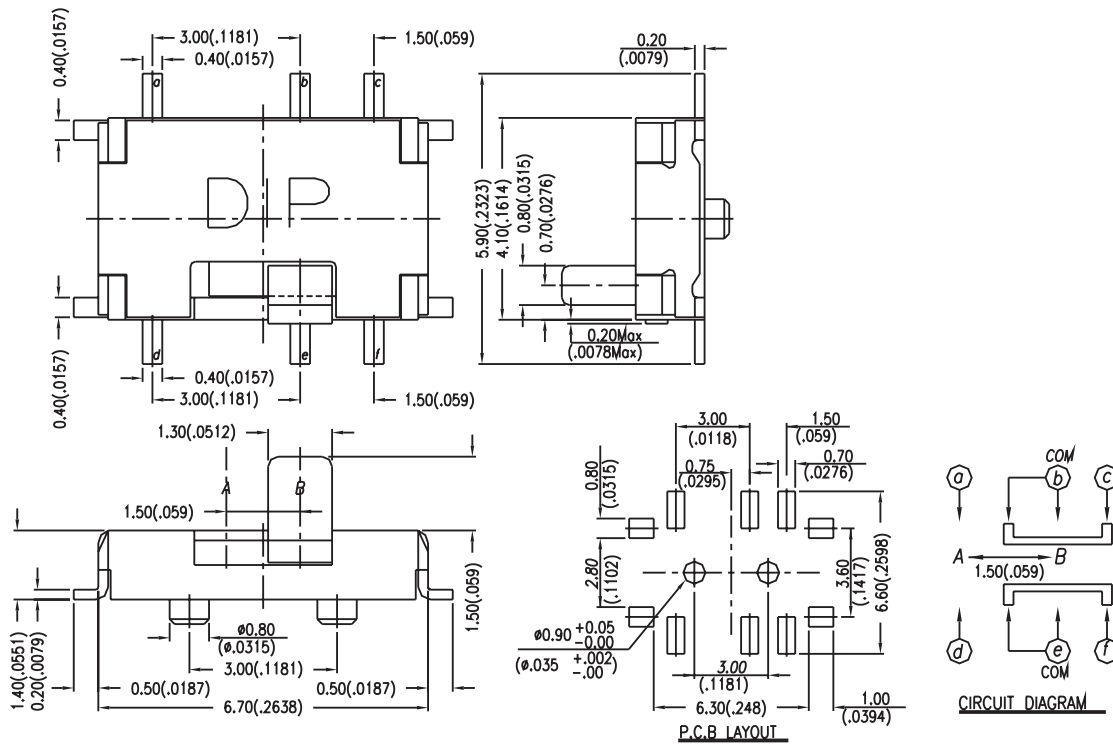 3.00(.1181)
1.50(.059)
0.40(.0157)
0.40(.0157)
a
b
c
DP
d
e
f
0.40(.0157)
0.40(.0157)
3.00(.1181)
1.50(.059)
0.20
(.0079)
5.90(.2323)
4.10(.1614)
0.80(.0315)
0.70(.0276)
0.20Max
(.0078Max)
1.30(.0512)
A
B
1.50(.059)
1.50(.059)
1.40(.0551)
0.20(.0079)
ø0.80
(ø.0315)
3.00(.1181)
0.50(.0187)
0.50(.0187)
6.70(.2638)
3.00
(.0118)
1.50
(.059)
0.75
(.0295)
0.70
(.0276)
0.80
(.0315)
2.80
(.1102)
3.60
(.1417)
6.60(.2598)
ø0.90 +0.05
-0.00
(ø.035 +.002)
-.00
3.00
(.1181)
6.30(.248)
1.00
(.0394)
P.C.B LAYOUT
COM
a
b
c
A
B
1.50(.059)
d
e
f
COM
CIRCUIT DIAGRAM